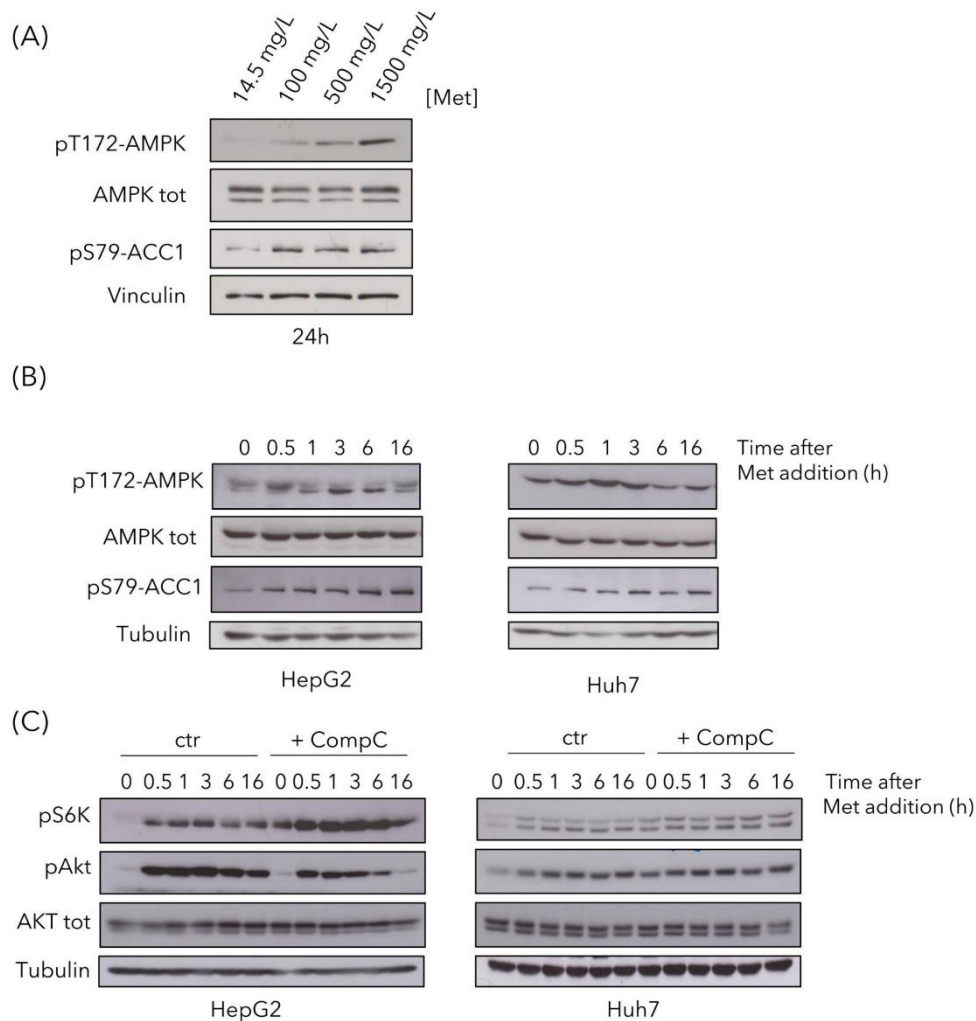 (A)
14.5 mg/L 100 mg/L 500 mg/L 1500 mg/L [Met]
pT172-AMPK
AMPK tot
pS79-ACC1
Vinculin
24h
(B)
0 0.5 1 3 6 16 0 0.5 1 3 6 16 Time after
Met addition (h)
pT172-AMPK
AMPK tot
pS79-ACC1
Tubulin
HepG2 Huh7
(C)
ctr + CompC ctr + CompC
0 0.5 1 3 6 16 0 0.5 1 3 6 16 0 0.5 1 3 6 16 0 0.5 1 3 6 16 Time after
Met addition (h)
pS6K
pAkt
AKT tot
Tubulin
HepG2 Huh7